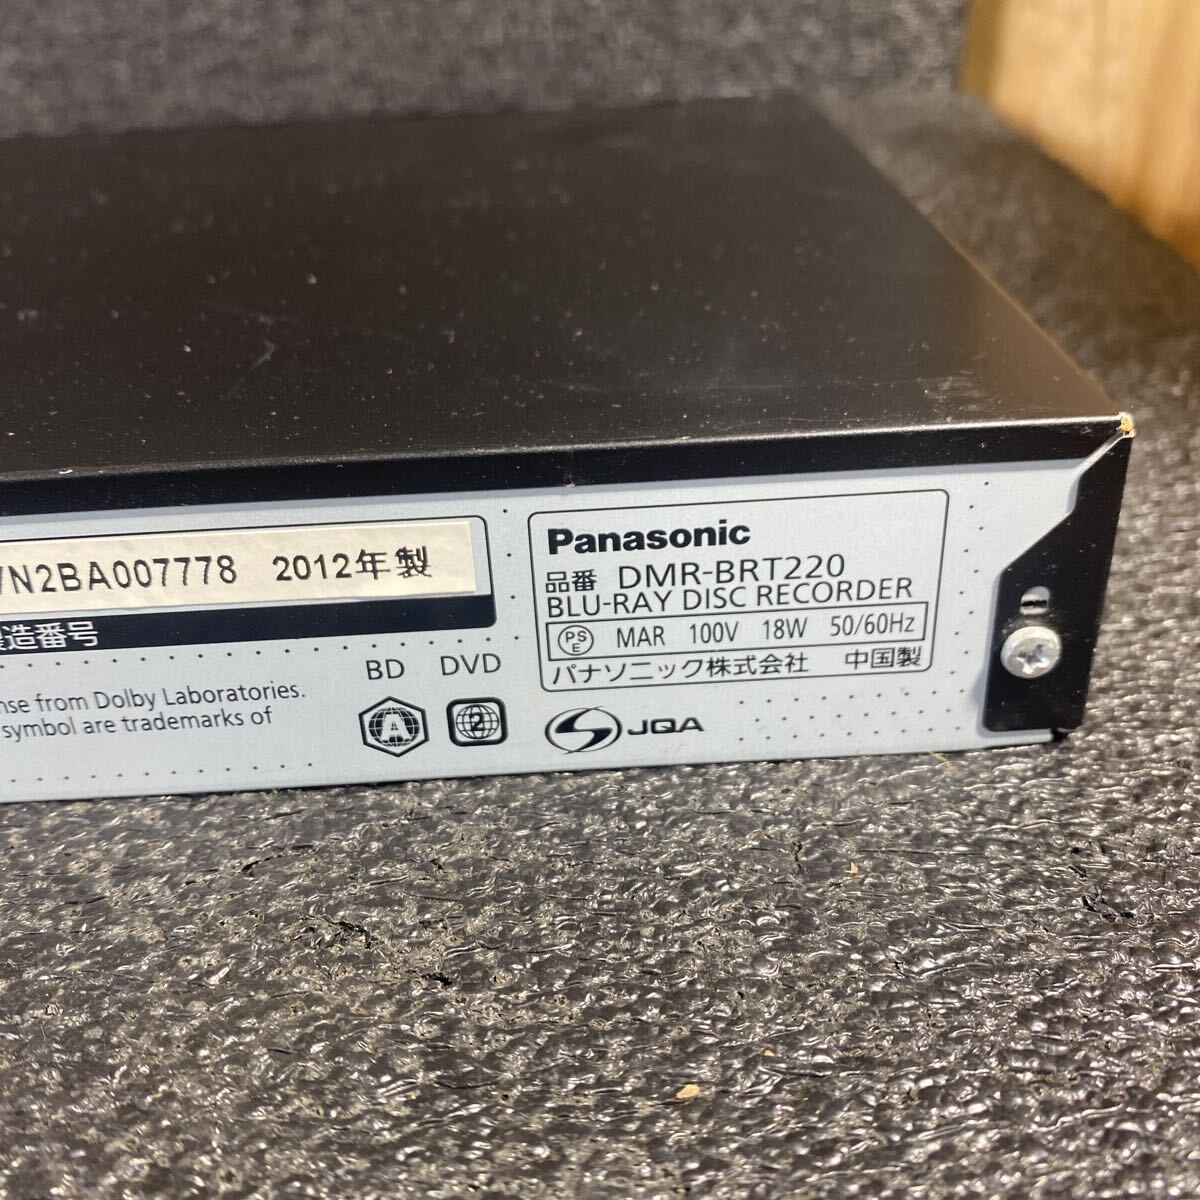 N2BA007778 2012年製
造番号
from Dolby Laboratories.
symbol are trademarks of
BD DVD
A 2
Panasonic
品番 DMR-BRT220
BLU-RAY DISC RECORDER
PSE MAR 100V 18W 50/60Hz
パナソニック株式会社 中国製
JQA